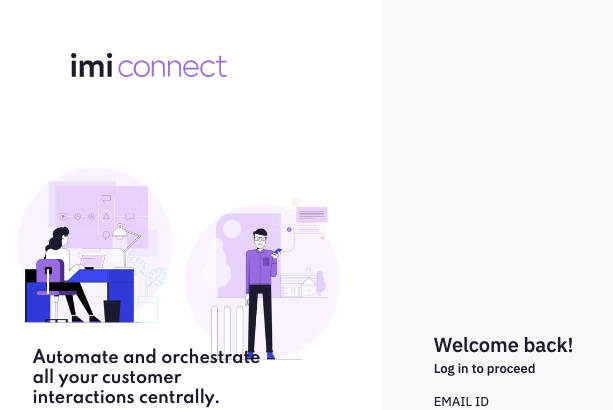 imi connect
Automate and orchestrate
all your customer
interactions centrally.
Welcome back!
Log in to proceed
EMAIL ID